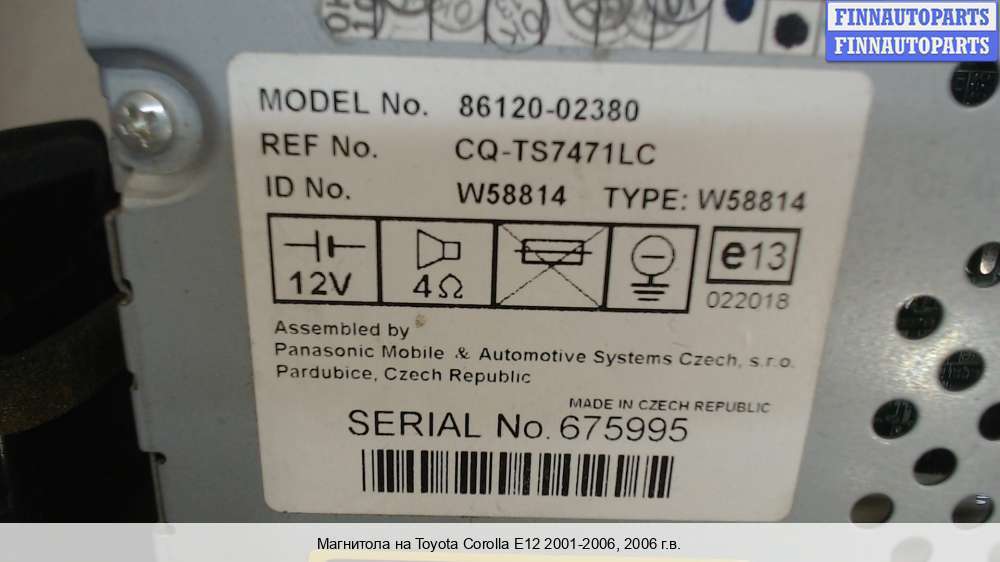 FINNAUTOPARTS
FINNAUTOPARTS
MODEL No. 86120-02380
REF No. CQ-TS7471LC
ID No. W58814 TYPE: W58814
12V 4Ω e13
022018
Assembled by
Panasonic Mobile & Automotive Systems Czech, s.r.o.
Pardubice, Czech Republic
MADE IN CZECH REPUBLIC
SERIAL No. 675995
Магнитола на Toyota Corolla E12 2001-2006, 2006 г.в.